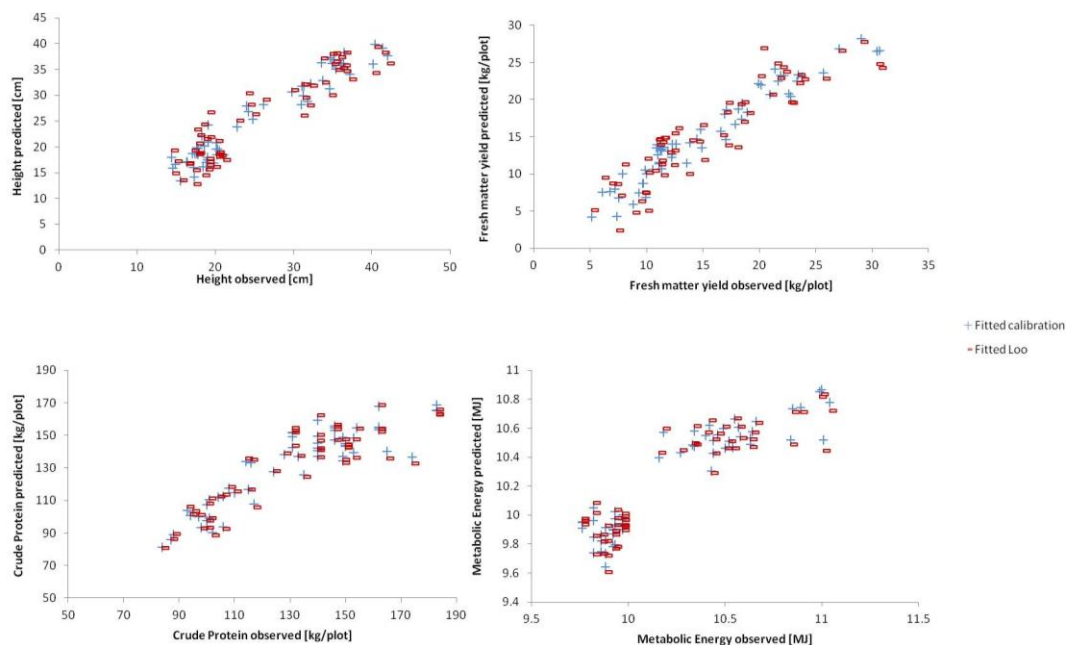 45
40
35
30
25
20
15
10
5
0
Height predicted [cm]
0 10 20 30 40 50
Height observed [cm]
30
25
20
15
10
5
0
Fresh matter yield predicted [kg/plot]
0 5 10 15 20 25 30 35
Fresh matter yield observed [kg/plot]
Fitted calibration
Fitted Loo
190
170
150
130
110
90
70
50
Crude Protein predicted [kg/plot]
50 70 90 110 130 150 170 190
Crude Protein observed [kg/plot]
11
10.8
10.6
10.4
10.2
10
9.8
9.6
9.4
Metabolic Energy predicted [MJ]
9.5 10 10.5 11 11.5
Metabolic Energy observed [MJ]